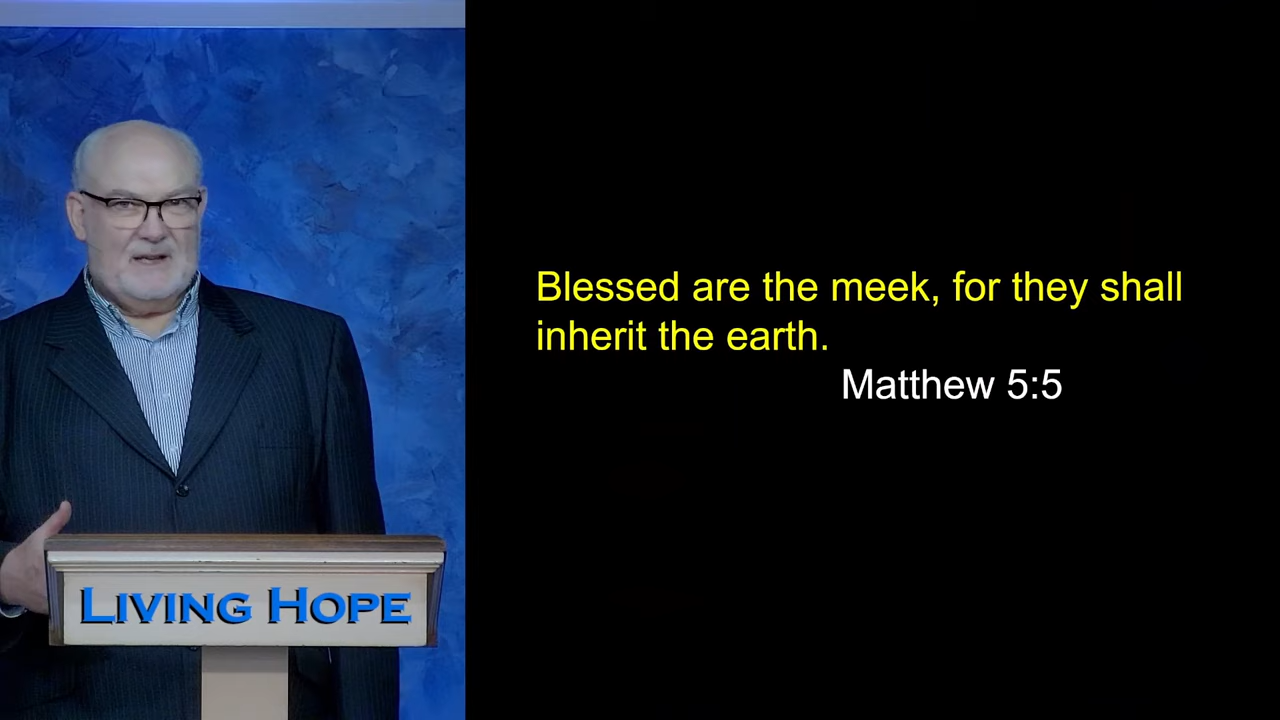 Blessed are the meek, for they shall
inherit the earth.
Matthew 5:5
LIVING HOPE